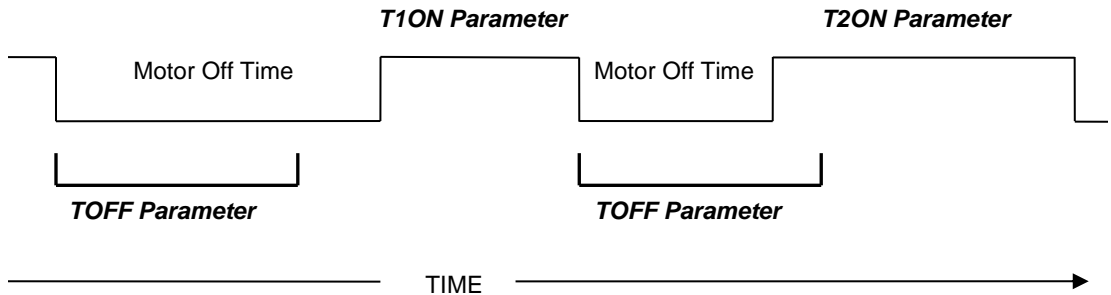 T1ON Parameter
T2ON Parameter
Motor Off Time
Motor Off Time
TOFF Parameter
TOFF Parameter
TIME